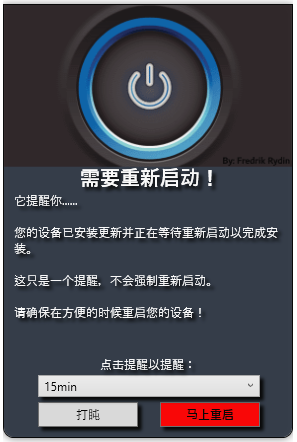 By: Fredrik Rydin
需要重新启动！
它提醒你......
您的设备已安装更新并正在等待重新启动以完成安
装。
这只是一个提醒，不会强制重新启动。
请确保在方便的时候重启您的设备！
点击提醒以提醒：
15min
打盹
马上重启